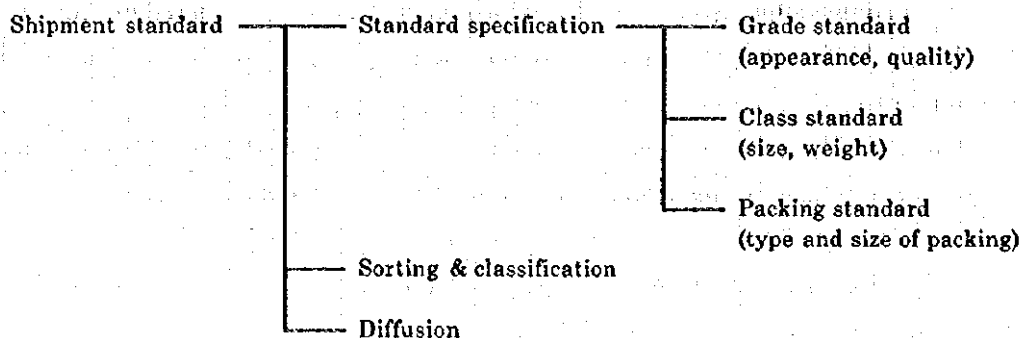 Shipment standard
Standard specification
Grade standard
(appearance, quality)
Class standard
(size, weight)
Packing standard
(type and size of packing)
Sorting & classification
Diffusion